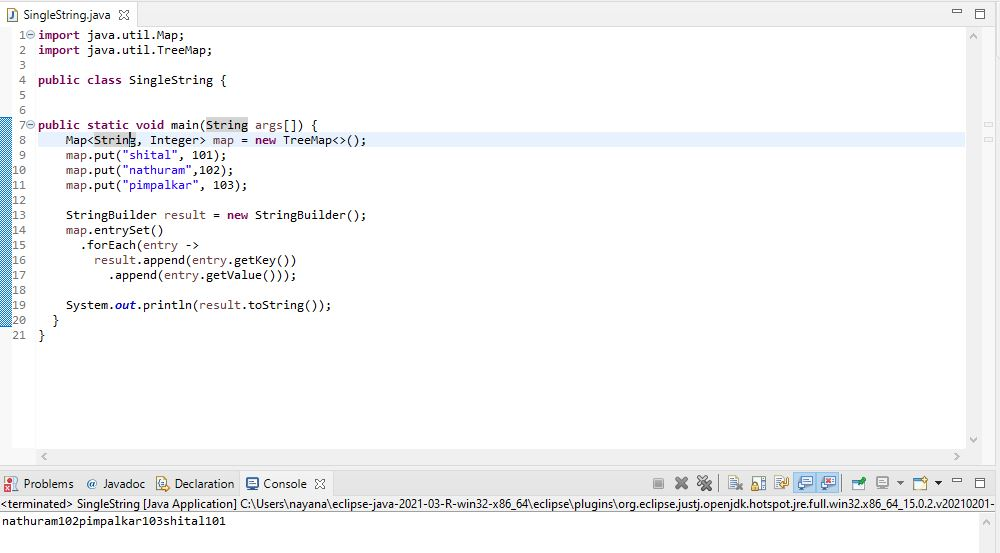 SingleString.java
1 import java.util.Map;
2 import java.util.TreeMap;
3
4 public class SingleString {
5
6
7 public static void main(String args[]) {
8     Map<String, Integer> map = new TreeMap<>();
9     map.put("shital", 101);
10     map.put("nathuram",102);
11     map.put("pimpalkar", 103);
12
13     StringBuilder result = new StringBuilder();
14     map.entrySet()
15       .forEach(entry ->
16         result.append(entry.getKey())
17           .append(entry.getValue()));
18
19     System.out.println(result.toString());
20   }
21 }
Problems @ Javadoc Declaration Console
<terminated> SingleString [Java Application] C:\Users\nayana\eclipse-java-2021-03-R-win32-x86_64\eclipse\plugins\org.eclipse.justj.openjdk.hotspot.jre.full.win32.x86_64_15.0.2.v20210201-
nathuram102pimpalkar103shital101